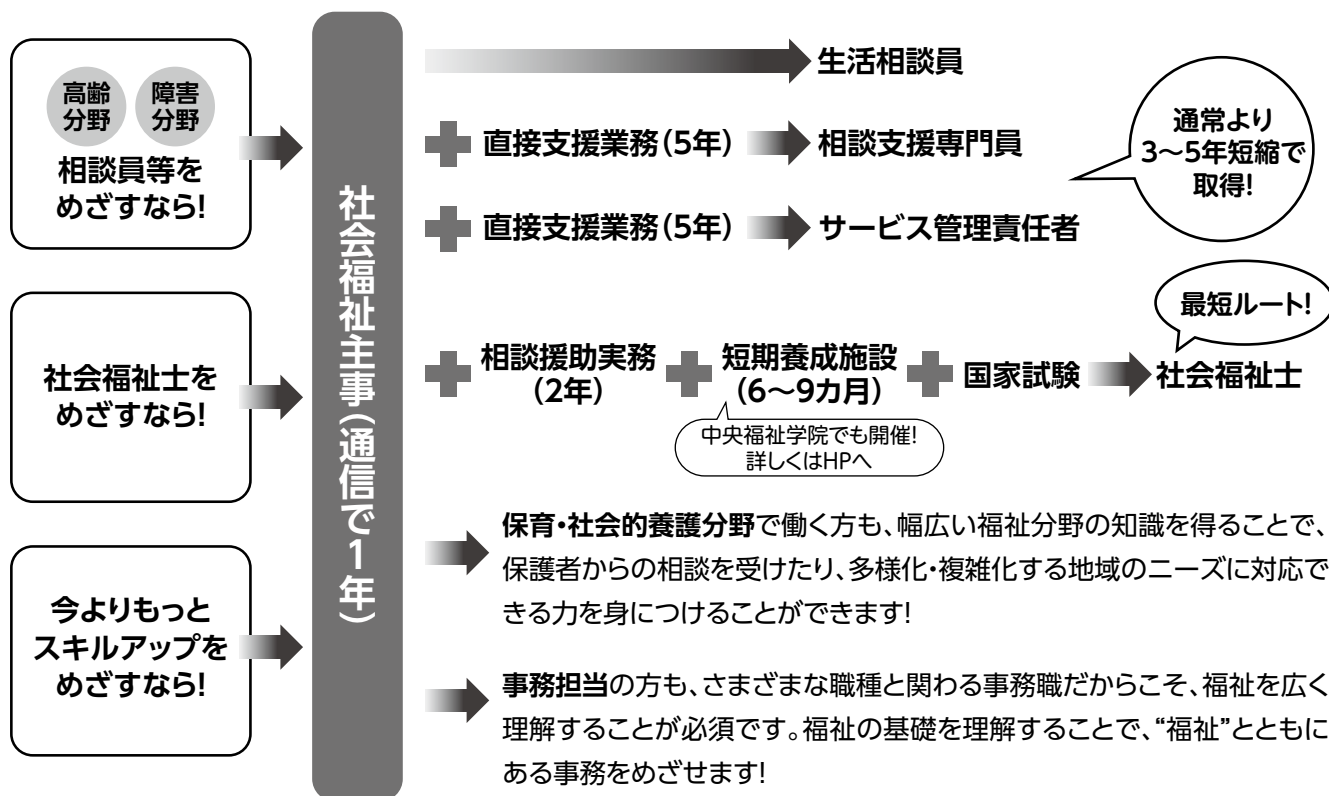 高齢
分野
障害
分野
相談員等を
めざすなら!
社会福祉士を
めざすなら!
今よりもっと
スキルアップを
めざすなら!
社会福祉主事(通信で1年)
生活相談員
直接支援業務(5年)
相談支援専門員
直接支援業務(5年)
サービス管理責任者
通常より
3~5年短縮で
取得!
相談援助実務
(2年)
短期養成施設
(6~9カ月)
中央福祉学院でも開催!
詳しくはHPへ
国家試験
社会福祉士
最短ルート!
保育・社会的養護分野で働く方も、幅広い福祉分野の知識を得ることで、
保護者からの相談を受けたり、多様化・複雑化する地域のニーズに対応で
きる力を身につけることができます!
事務担当の方も、さまざまな職種と関わる事務職だからこそ、福祉を広く
理解することが必須です。福祉の基礎を理解することで、“福祉”とともに
ある事務をめざせます!